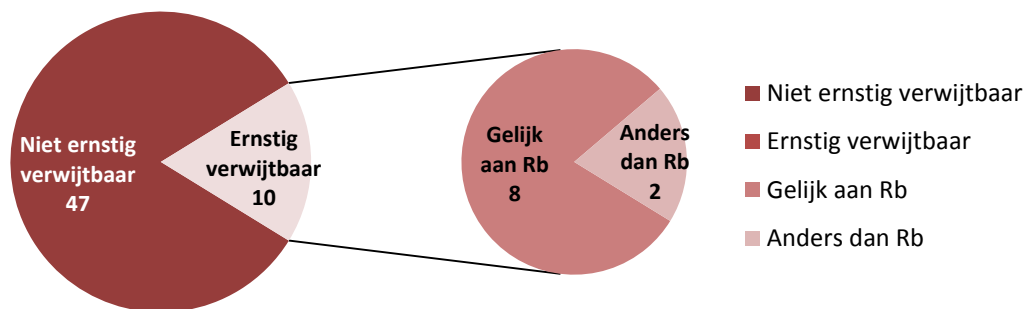 Niet ernstig
verwijtbaar
47
Ernstig
verwijtbaar
10
Gelijk
aan Rb
8
Anders
dan Rb
2
Niet ernstig verwijtbaar
Ernstig verwijtbaar
Gelijk aan Rb
Anders dan Rb